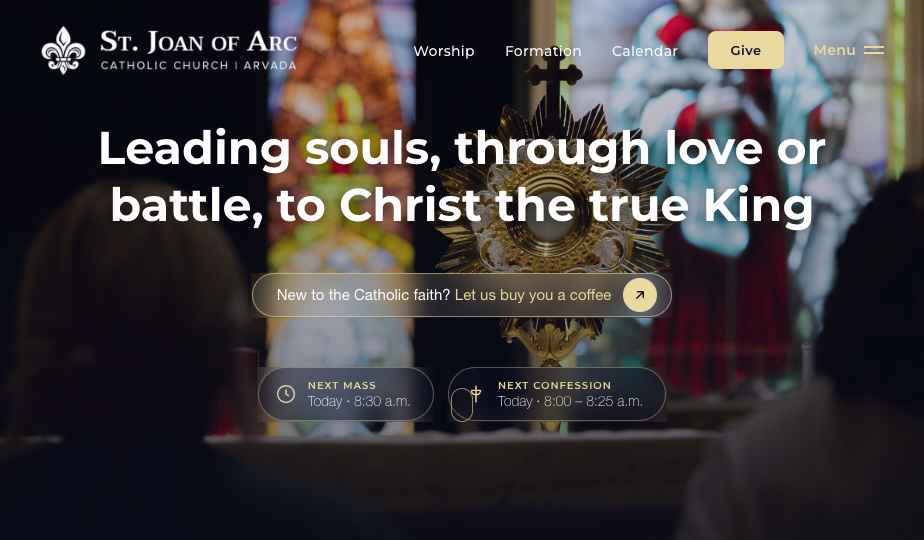 St. Joan of Arc
CATHOLIC CHURCH | ARVADA
Worship
Formation
Calendar
Give
Menu
Leading souls, through love or
battle, to Christ the true King
New to the Catholic faith? Let us buy you a coffee
NEXT MASS
Today · 8:30 a.m.
NEXT CONFESSION
Today · 8:00 – 8:25 a.m.